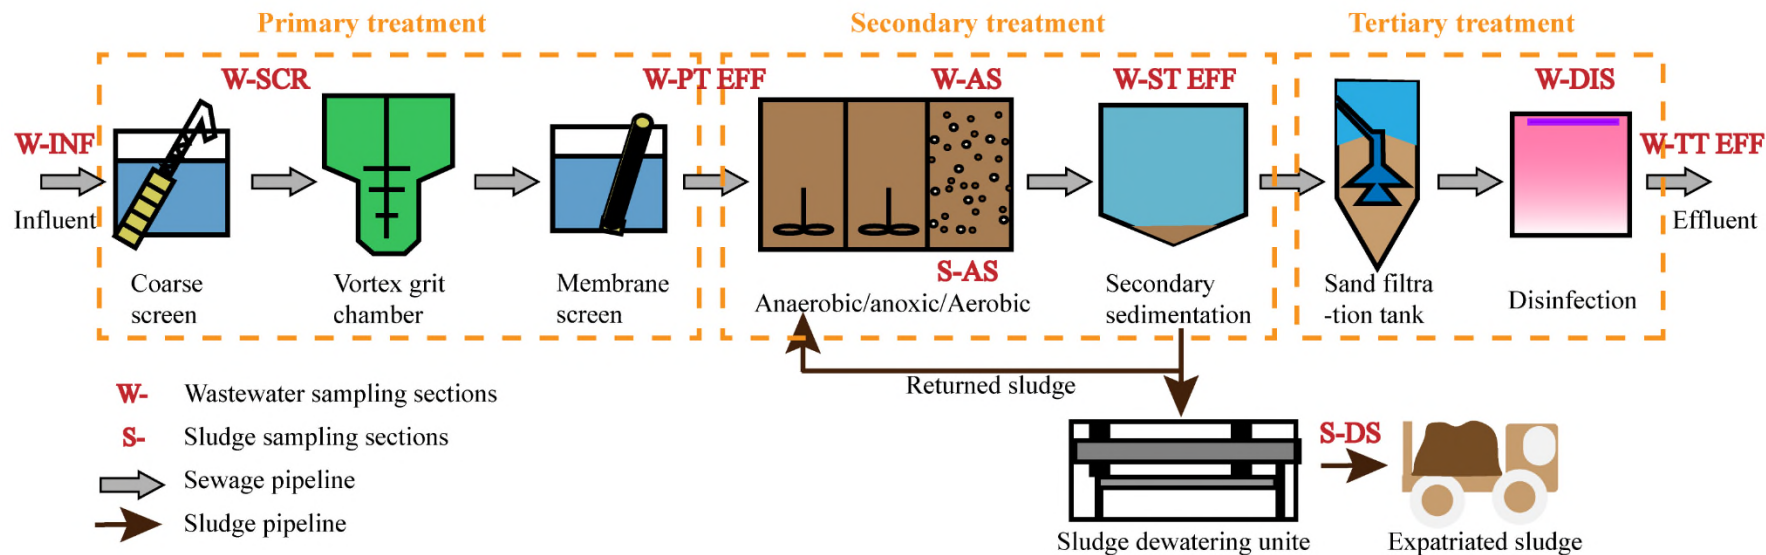 Primary treatment
Secondary treatment
Tertiary treatment
W-SCR
W-PT EFF
W-AS
W-ST EFF
W-DIS
W-INF
W-TT EFF
Influent
Effluent
S-AS
Coarse
screen
Vortex grit
chamber
Membrane
screen
Anaerobic/anoxic/Aerobic
Secondary
sedimentation
Sand filtra
-tion tank
Disinfection
Returned sludge
W- Wastewater sampling sections
S- Sludge sampling sections
Sewage pipeline
Sludge pipeline
S-DS
Sludge dewatering unite
Expatriated sludge